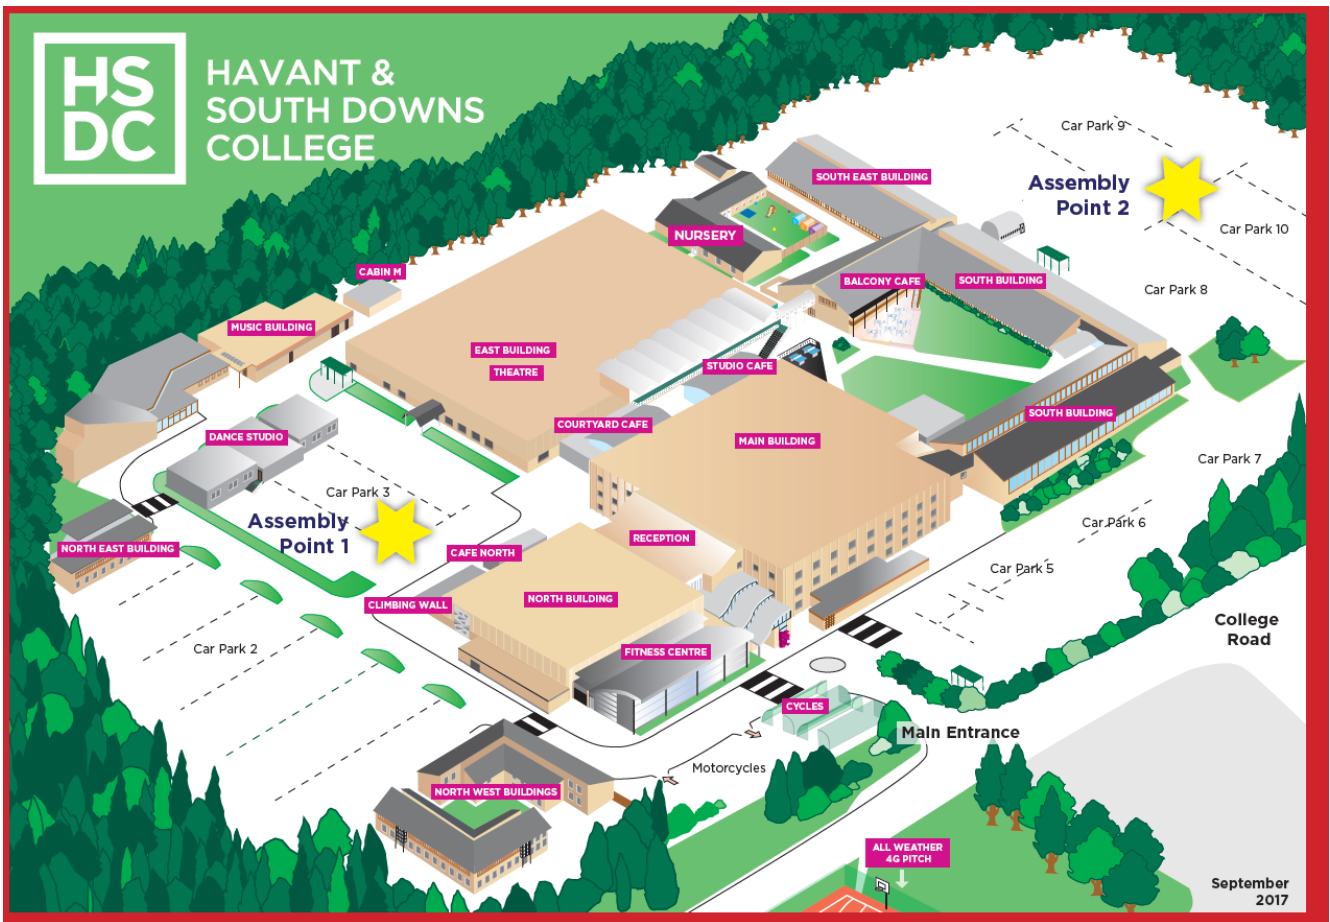 HS
DC
HAVANT &
SOUTH DOWNS
COLLEGE
Car Park 9
Assembly
Point 2
SOUTH EAST BUILDING
NURSERY
Car Park 10
CABIN M
BALCONY CAFE
SOUTH BUILDING
Car Park 8
MUSIC BUILDING
EAST BUILDING
THEATRE
STUDIO CAFE
COURTYARD CAFE
MAIN BUILDING
SOUTH BUILDING
DANCE STUDIO
Car Park 7
Car Park 3
Assembly
Point 1
Car Park 6
NORTH EAST BUILDING
CAFE NORTH
RECEPTION
Car Park 5
CLIMBING WALL
NORTH BUILDING
College
Road
Car Park 2
FITNESS CENTRE
CYCLES
Main Entrance
Motorcycles
NORTH WEST BUILDINGS
ALL WEATHER
4G PITCH
September
2017